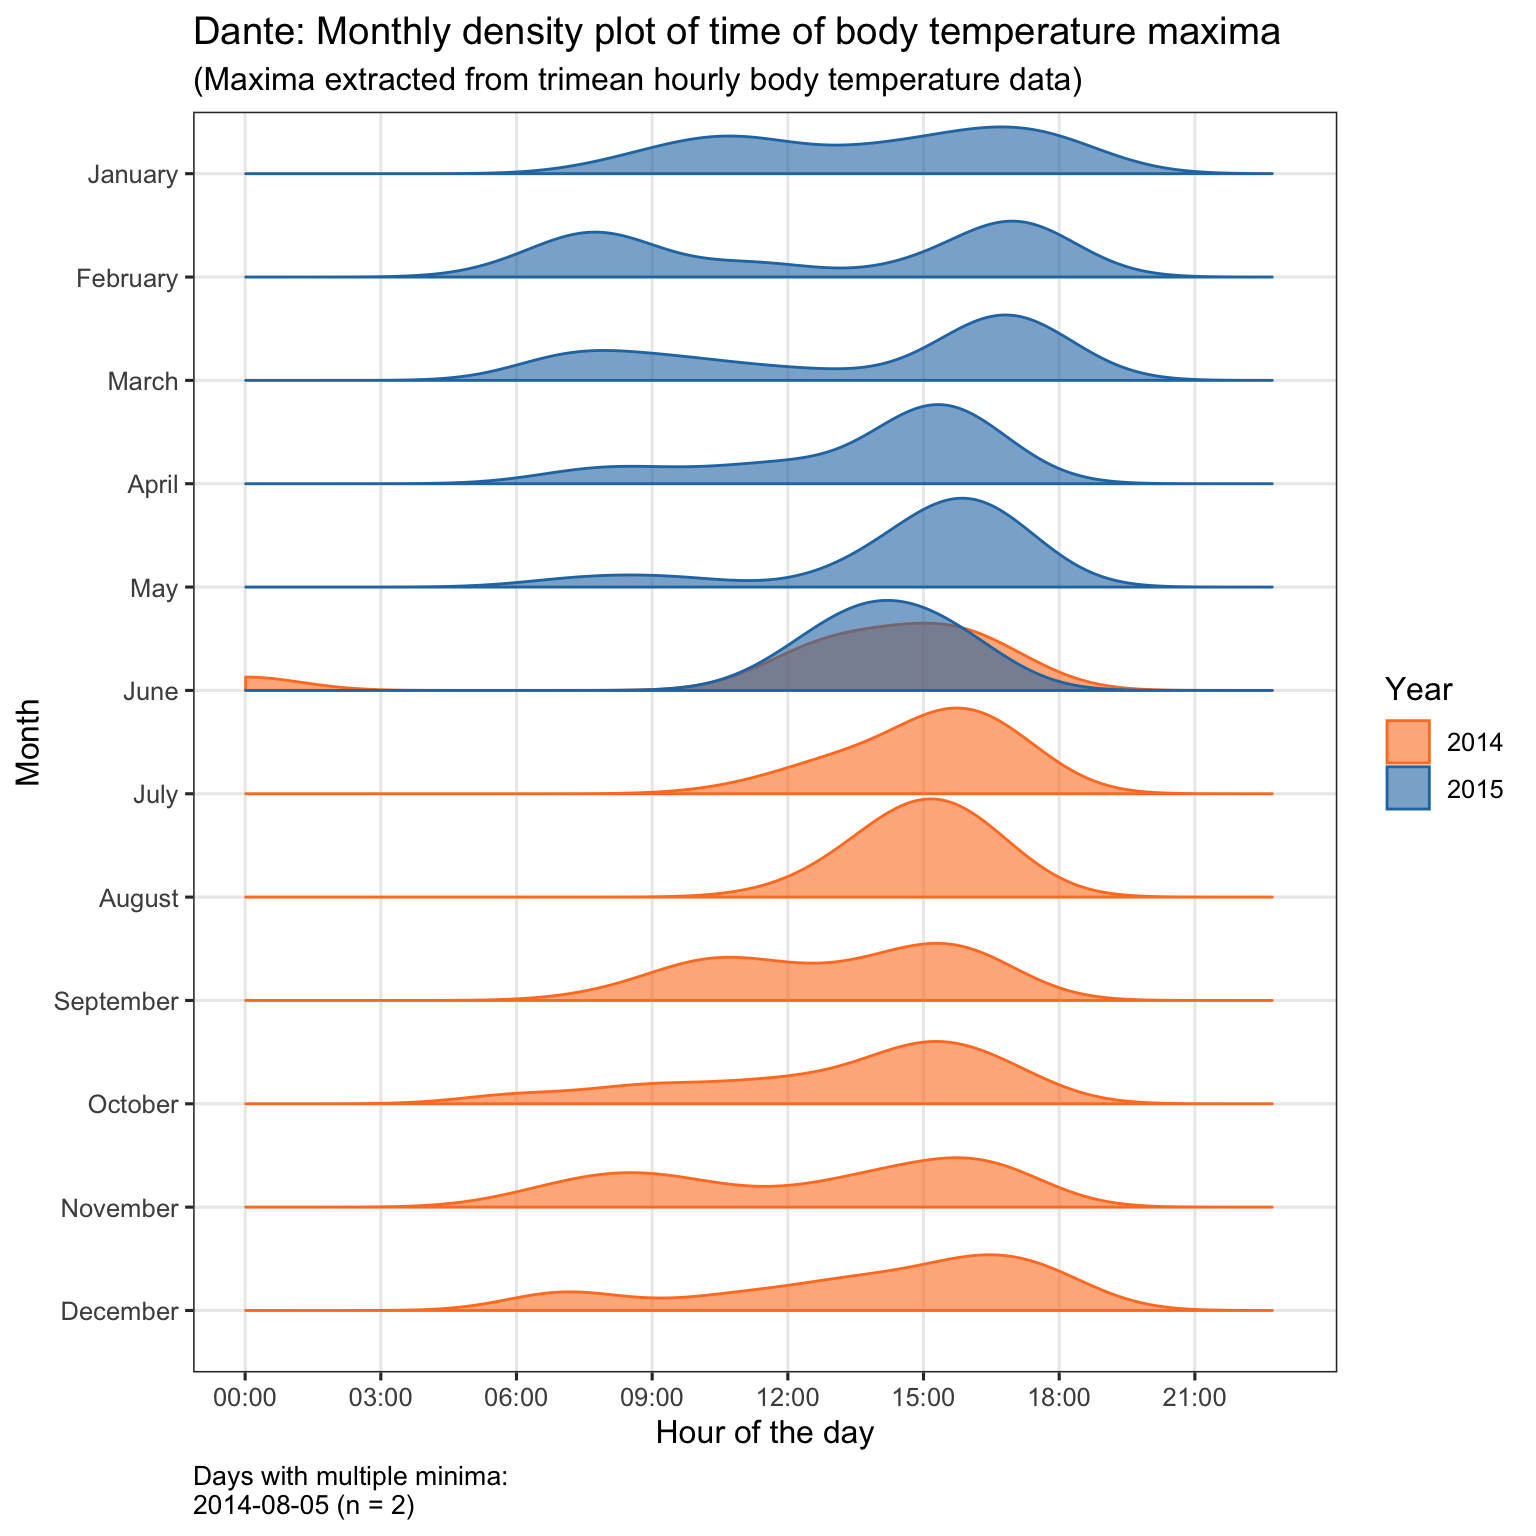 Dante: Monthly density plot of time of body temperature maxima
(Maxima extracted from trimean hourly body temperature data)
January
February
March
April
May
June
July
August
September
October
November
December
Month
00:00 03:00 06:00 09:00 12:00 15:00 18:00 21:00
Hour of the day
Year
2014
2015
Days with multiple minima:
2014-08-05 (n = 2)